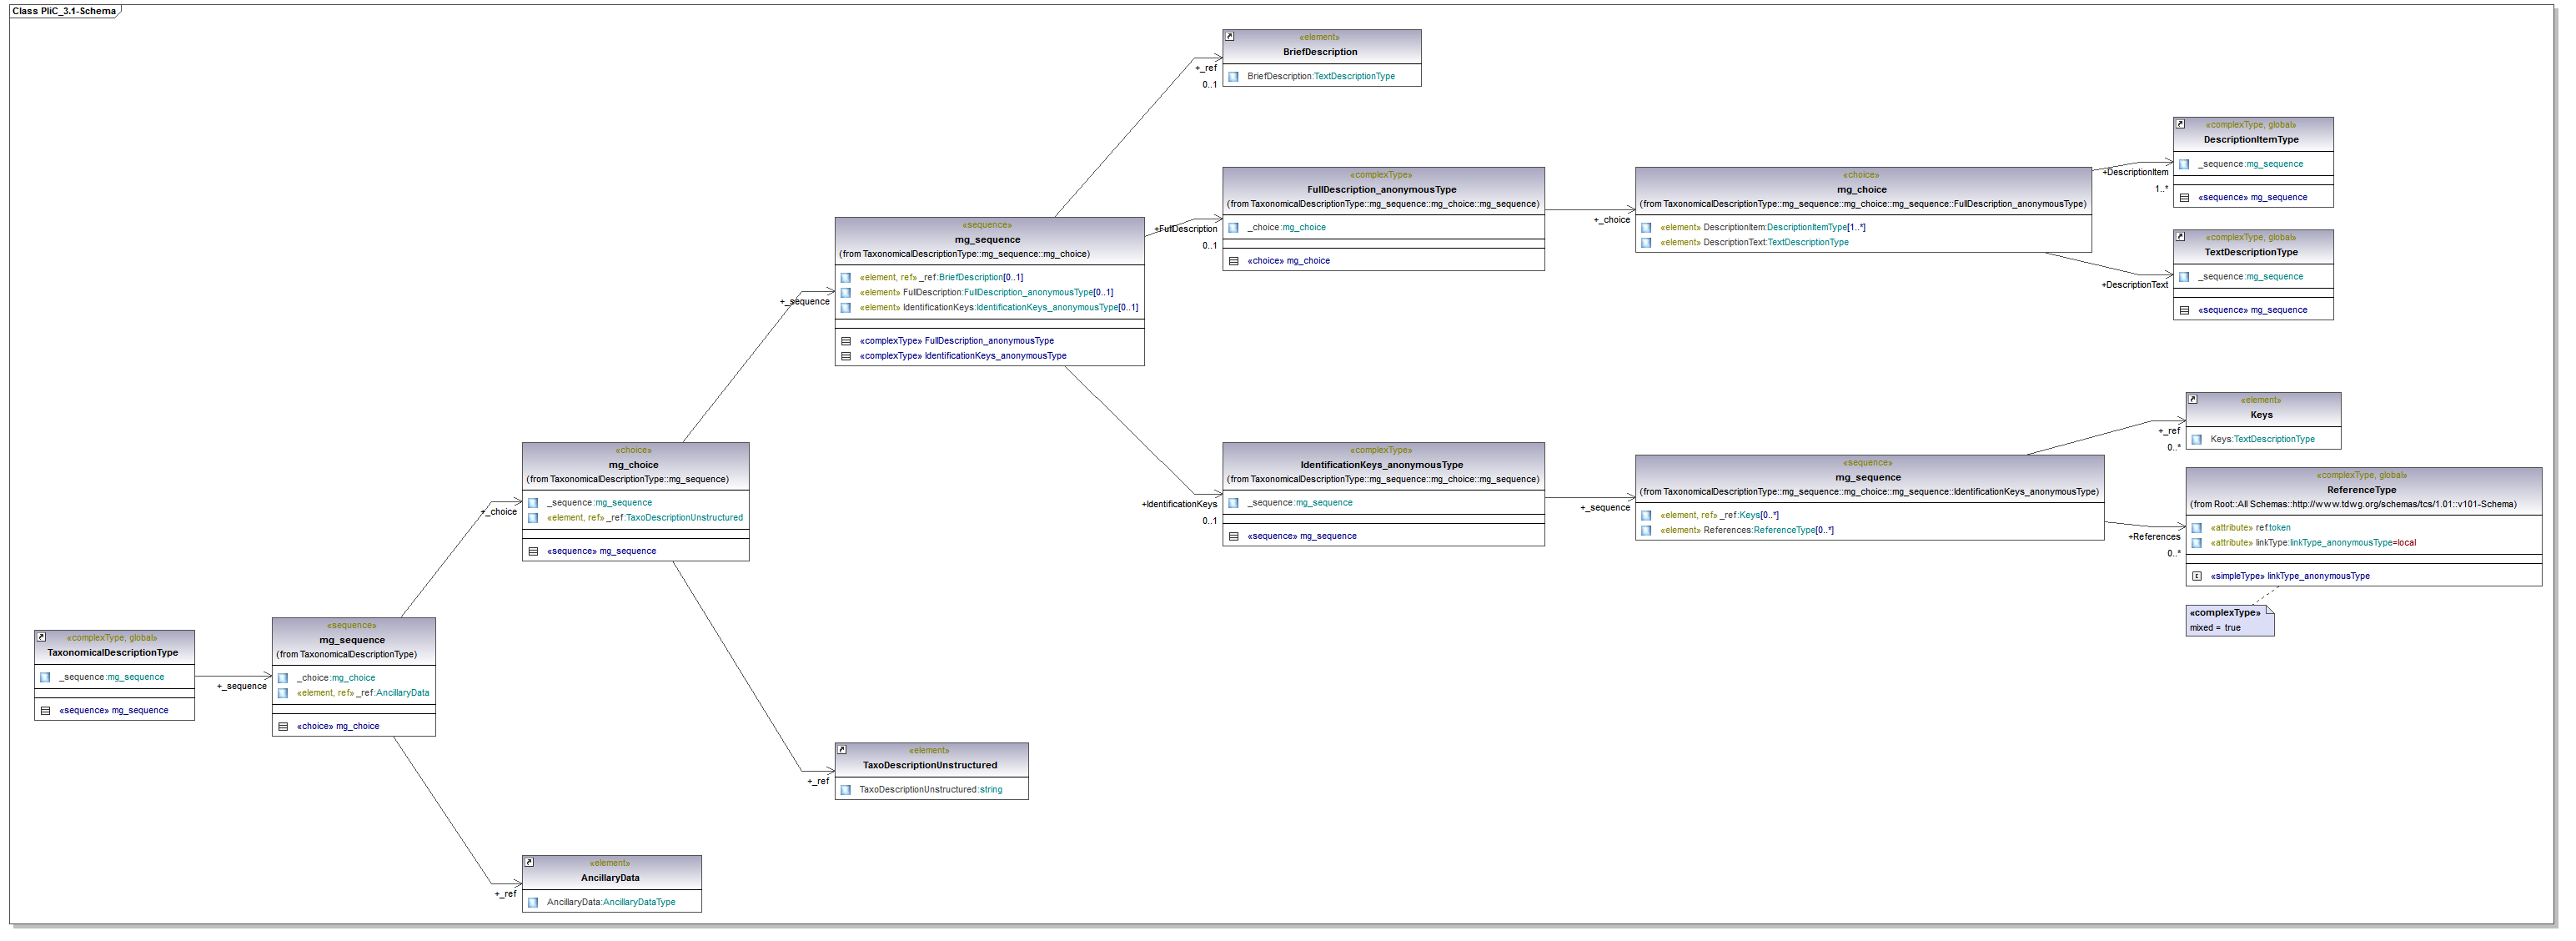 Class PliC_3.1-Schema
«element»
BriefDescription
BriefDescription:TextDescriptionType
+_ref
0..1
«complexType, global»
DescriptionItemType
_sequence:mg_sequence
«sequence» mg_sequence
+DescriptionItem
1..*
«complexType»
FullDescription_anonymousType
(from TaxonomicalDescriptionType::mg_sequence::mg_choice::mg_sequence)
_choice:mg_choice
«choice» mg_choice
+FullDescription
0..1
«choice»
mg_choice
(from TaxonomicalDescriptionType::mg_sequence::mg_choice::mg_sequence::FullDescription_anonymousType)
«element» DescriptionItem:DescriptionItemType[1..*]
«element» DescriptionText:TextDescriptionType
+_choice
«complexType, global»
TextDescriptionType
_sequence:mg_sequence
«sequence» mg_sequence
+DescriptionText
«sequence»
mg_sequence
(from TaxonomicalDescriptionType::mg_sequence::mg_choice)
«element, ref» _ref:BriefDescription[0..1]
«element» FullDescription:FullDescription_anonymousType[0..1]
«element» IdentificationKeys:IdentificationKeys_anonymousType[0..1]
«complexType» FullDescription_anonymousType
«complexType» IdentificationKeys_anonymousType
+_sequence
«element»
Keys
Keys:TextDescriptionType
+_ref
0..*
«choice»
mg_choice
(from TaxonomicalDescriptionType::mg_sequence)
_sequence:mg_sequence
«element, ref» _ref:TaxoDescriptionUnstructured
«sequence» mg_sequence
+_choice
«complexType»
IdentificationKeys_anonymousType
(from TaxonomicalDescriptionType::mg_sequence::mg_choice::mg_sequence)
_sequence:mg_sequence
«sequence» mg_sequence
+IdentificationKeys
0..1
«sequence»
mg_sequence
(from TaxonomicalDescriptionType::mg_sequence::mg_choice::mg_sequence::IdentificationKeys_anonymousType)
«element, ref» _ref:Keys[0..*]
«element» References:ReferenceType[0..*]
+_sequence
«complexType, global»
ReferenceType
(from Root::All Schemas::http://www.tdwg.org/schemas/tcs/1.01::v101-Schema)
«attribute» ref:token
«attribute» linkType:linkType_anonymousType=local
«simpleType» linkType_anonymousType
+References
0..*
«complexType»
mixed = true
«complexType, global»
TaxonomicalDescriptionType
_sequence:mg_sequence
«sequence» mg_sequence
+_sequence
«sequence»
mg_sequence
(from TaxonomicalDescriptionType)
_choice:mg_choice
«element, ref» _ref:AncillaryData
«choice» mg_choice
«element»
TaxoDescriptionUnstructured
TaxoDescriptionUnstructured:string
+_ref
«element»
AncillaryData
AncillaryData:AncillaryDataType
+_ref